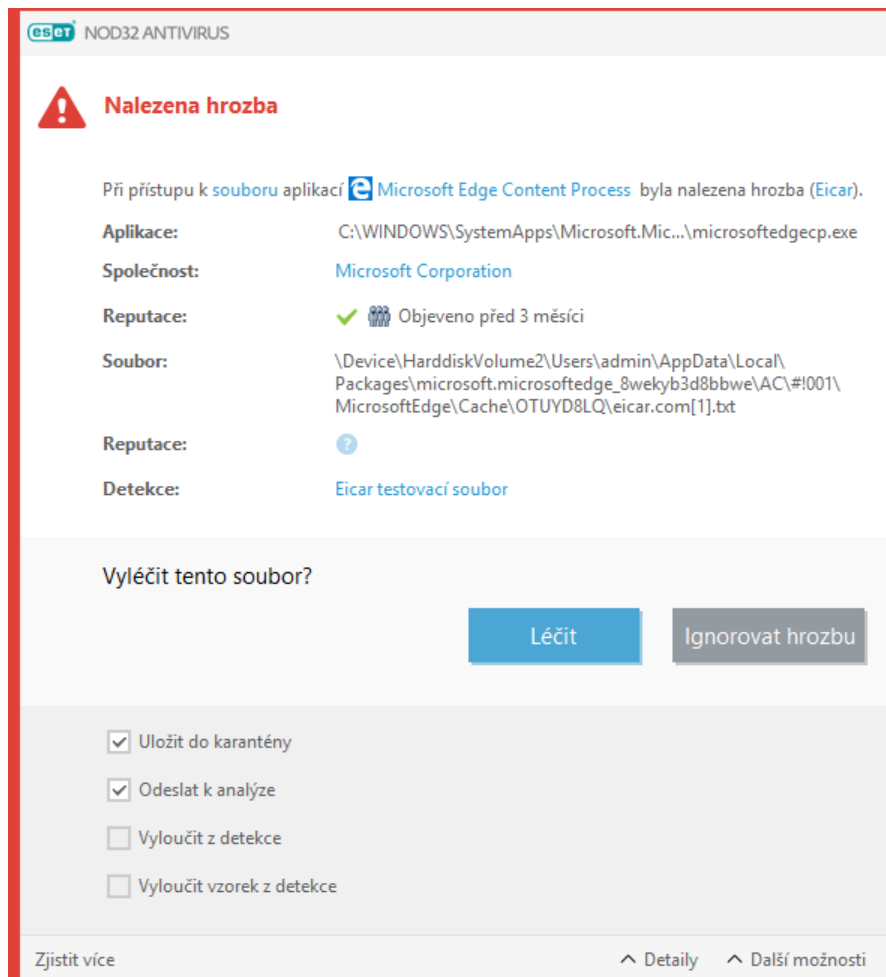 eset NOD32 ANTIVIRUS
Nalezena hrozba
Při přístupu k souboru aplikací Microsoft Edge Content Process byla nalezena hrozba (Eicar).
Aplikace: C:\WINDOWS\SystemApps\Microsoft.Mic...\microsoftedgecp.exe
Společnost: Microsoft Corporation
Reputace: Objeveno před 3 měsíci
Soubor: \Device\HarddiskVolume2\Users\admin\AppData\Local\
Packages\microsoft.microsoftedge_8wekyb3d8bbwe\AC\#!001\
MicrosoftEdge\Cache\OTUYD8LQ\eicar.com[1].txt
Reputace: ?
Detekce: Eicar testovací soubor
Vyléčit tento soubor?
Léčit Ignorovat hrozbu
Uložit do karantény
Odeslat k analýze
Vyloučit z detekce
Vyloučit vzorek z detekce
Zjistit více Detaily Další možnosti